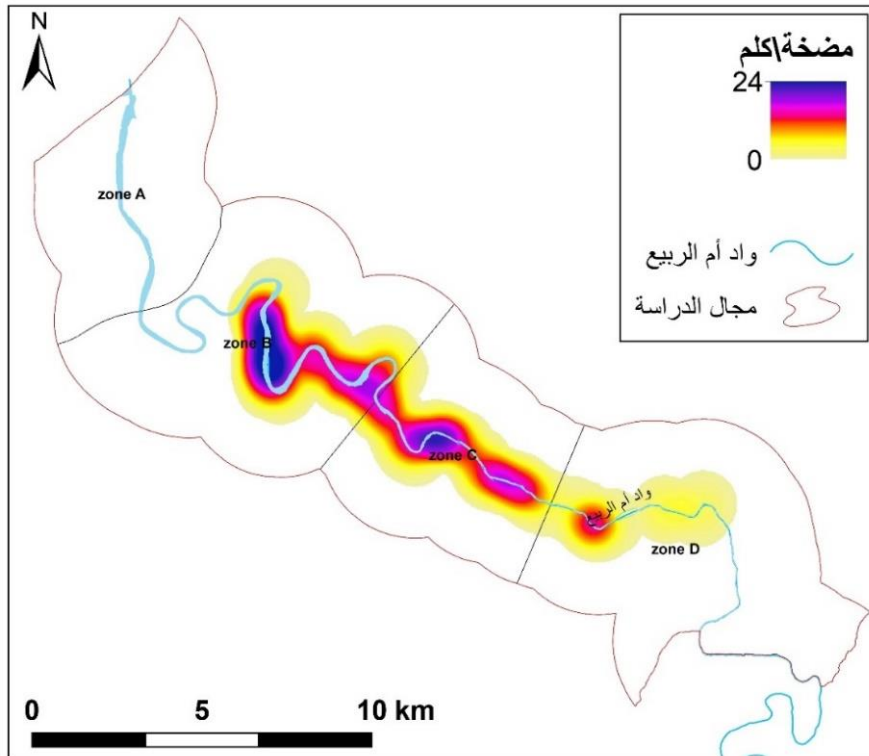 N
مضخة\كلم
24
0
واد أم الربيع
مجال الدراسة
zone A
zone B
zone C
واد أم الربيع
zone D
0 5 10 km